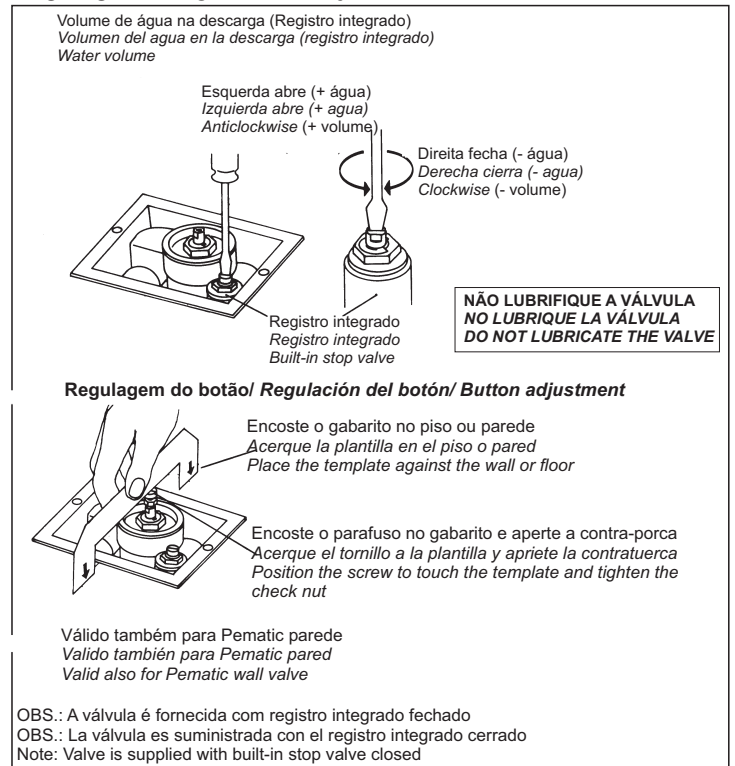 Volume de água na descarga (Registro integrado)
Volumen del agua en la descarga (registro integrado)
Water volume
Esquerda abre (+ água)
Izquierda abre (+ agua)
Anticlockwise (+ volume)
Direita fecha (- água)
Derecha cierra (- agua)
Clockwise (- volume)
Registro integrado
Registro integrado
Built-in stop valve
NÃO LUBRIFIQUE A VÁLVULA
NO LUBRIQUE LA VÁLVULA
DO NOT LUBRICATE THE VALVE
Regulagem do botão/ Regulación del botón/ Button adjustment
Encoste o gabarito no piso ou parede
Acerque la plantilla en el piso o pared
Place the template against the wall or floor
Encoste o parafuso no gabarito e aperte a contra-porca
Acerque el tornillo a la plantilla y apriete la contratuerca
Position the screw to touch the template and tighten the
check nut
Válido também para Pematic parede
Valido también para Pematic pared
Valid also for Pematic wall valve
OBS.: A válvula é fornecida com registro integrado fechado
OBS.: La válvula es suministrada con el registro integrado cerrado
Note: Valve is supplied with built-in stop valve closed